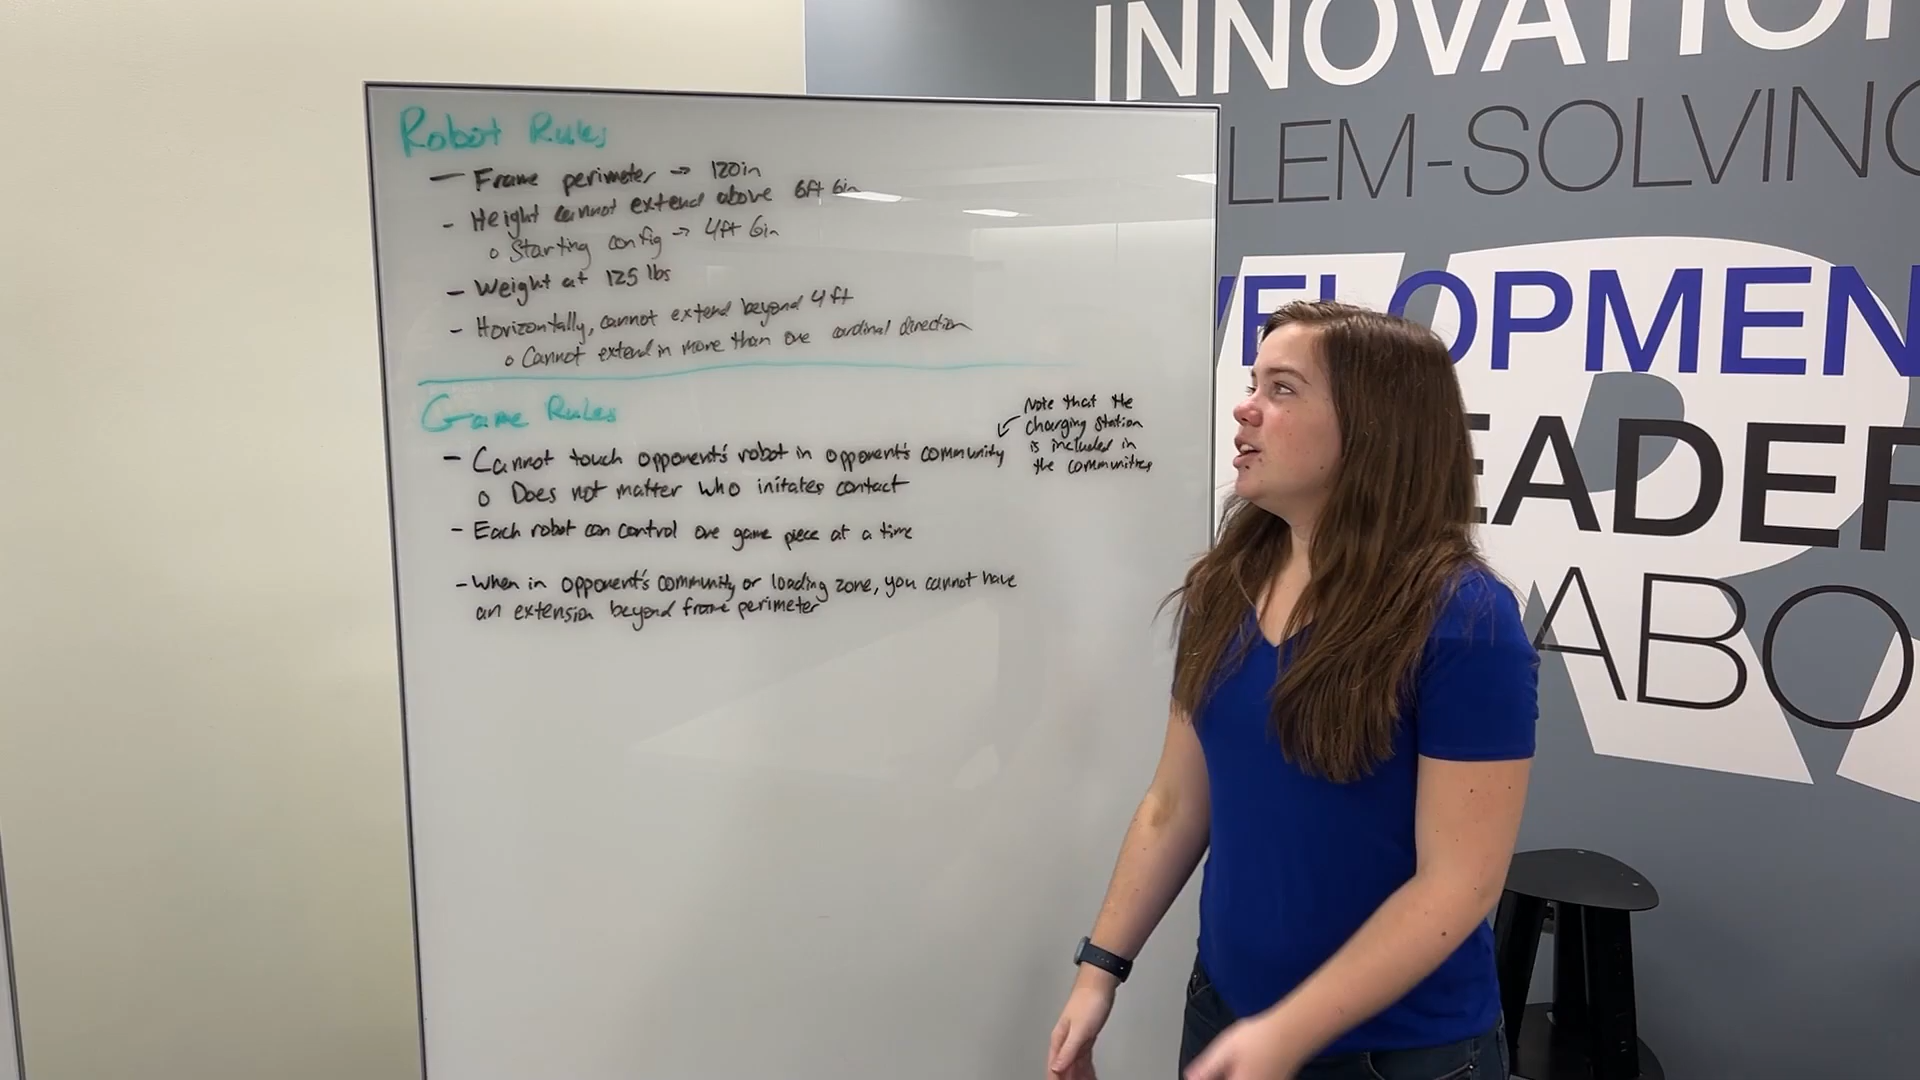 Robot Rules
- Frame perimeter -> 120in
- Height cannot extend above 6ft 6in
o Starting config -> 4ft 6in
- Weight at 125 lbs
- Horizontally, cannot extend beyond 4ft
o Cannot extend in more than one cardinal direction
Game Rules
- Cannot touch opponent's robot in opponent's community
o Does not matter who initates contact
- Each robot can control one game piece at a time
- When in opponent's community or loading zone, you cannot have
an extension beyond frame perimeter
Note that the
charging station
is included in
the communities
INNOVATION
LEM-SOLVING
VELOPMEN
EADER
ABO